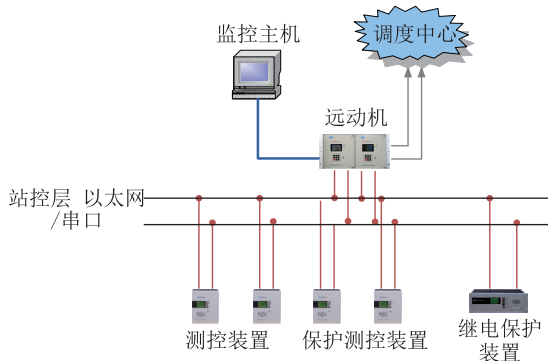 监控主机
调度中心
远动机
站控层 以太网
/串口
测控装置
保护测控装置
继电保护
装置